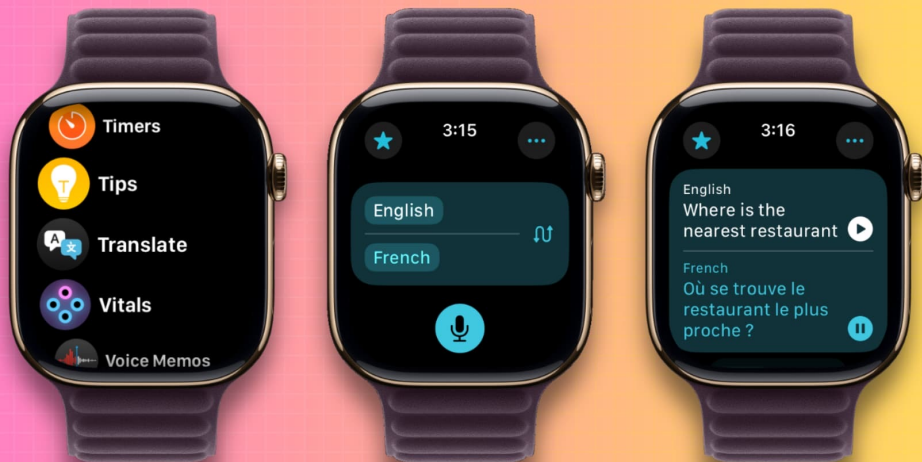 Timers
Tips
Translate
Vitals
Voice Memos
3:15
English
French
3:16
English
Where is the
nearest restaurant
French
Où se trouve le
restaurant le plus
proche ?